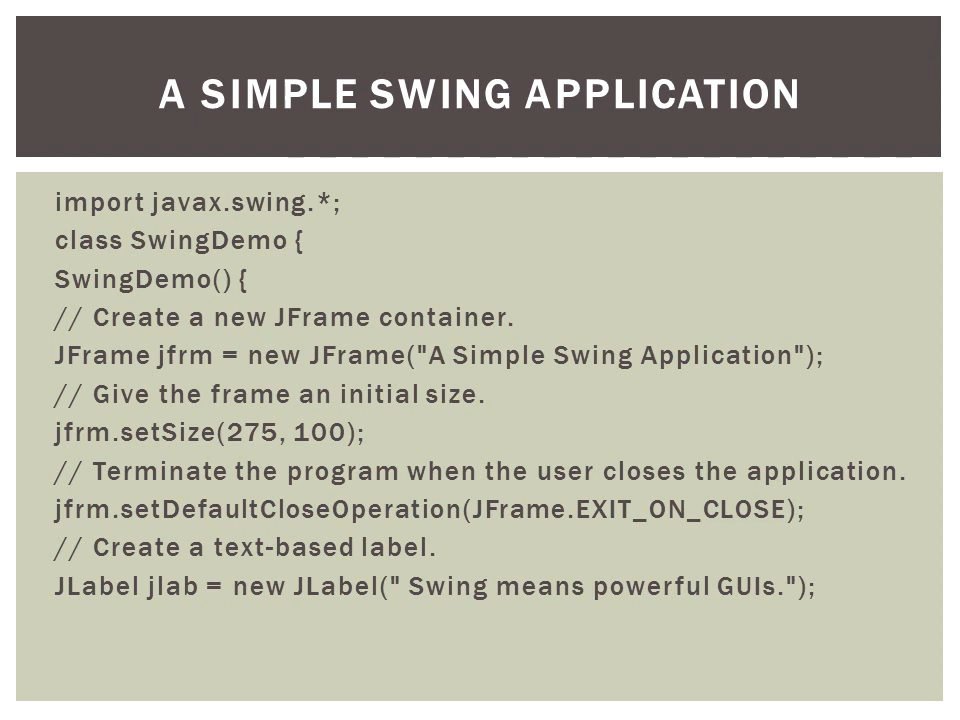 A SIMPLE SWING APPLICATION
import javax.swing.*;
class SwingDemo {
SwingDemo() {
// Create a new JFrame container.
JFrame jfrm = new JFrame("A Simple Swing Application");
// Give the frame an initial size.
jfrm.setSize(275, 100);
// Terminate the program when the user closes the application.
jfrm.setDefaultCloseOperation(JFrame.EXIT_ON_CLOSE);
// Create a text-based label.
JLabel jlab = new JLabel(" Swing means powerful GUIs.");